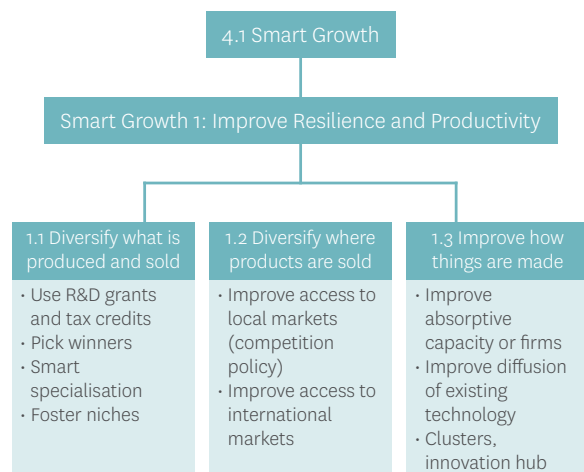 4.1 Smart Growth
Smart Growth 1: Improve Resilience and Productivity
1.1 Diversify what is
produced and sold
· Use R&D grants
and tax credits
· Pick winners
· Smart
specialisation
· Foster niches
1.2 Diversify where
products are sold
· Improve access to
local markets
(competition
policy)
· Improve access to
international
markets
1.3 Improve how
things are made
· Improve
absorptive
capacity or firms
· Improve diffusion
of existing
technology
· Clusters,
innovation hub